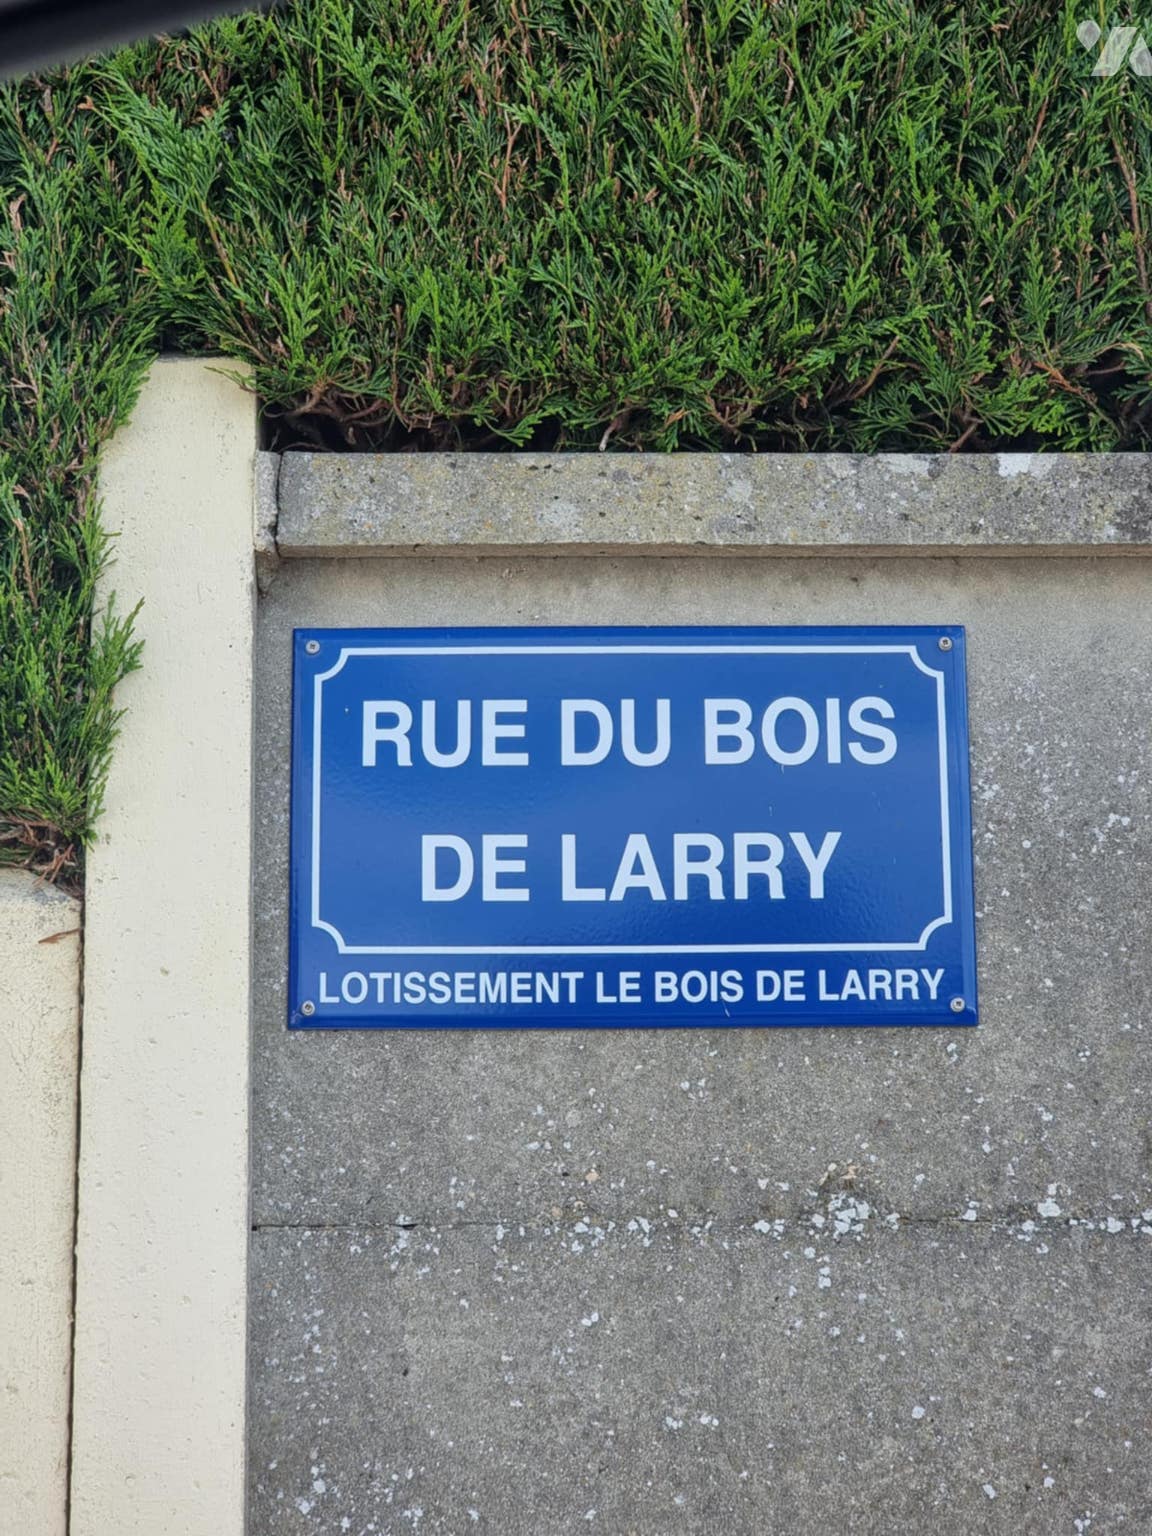 RUE DU BOIS
DE LARRY
LOTISSEMENT LE BOIS DE LARRY